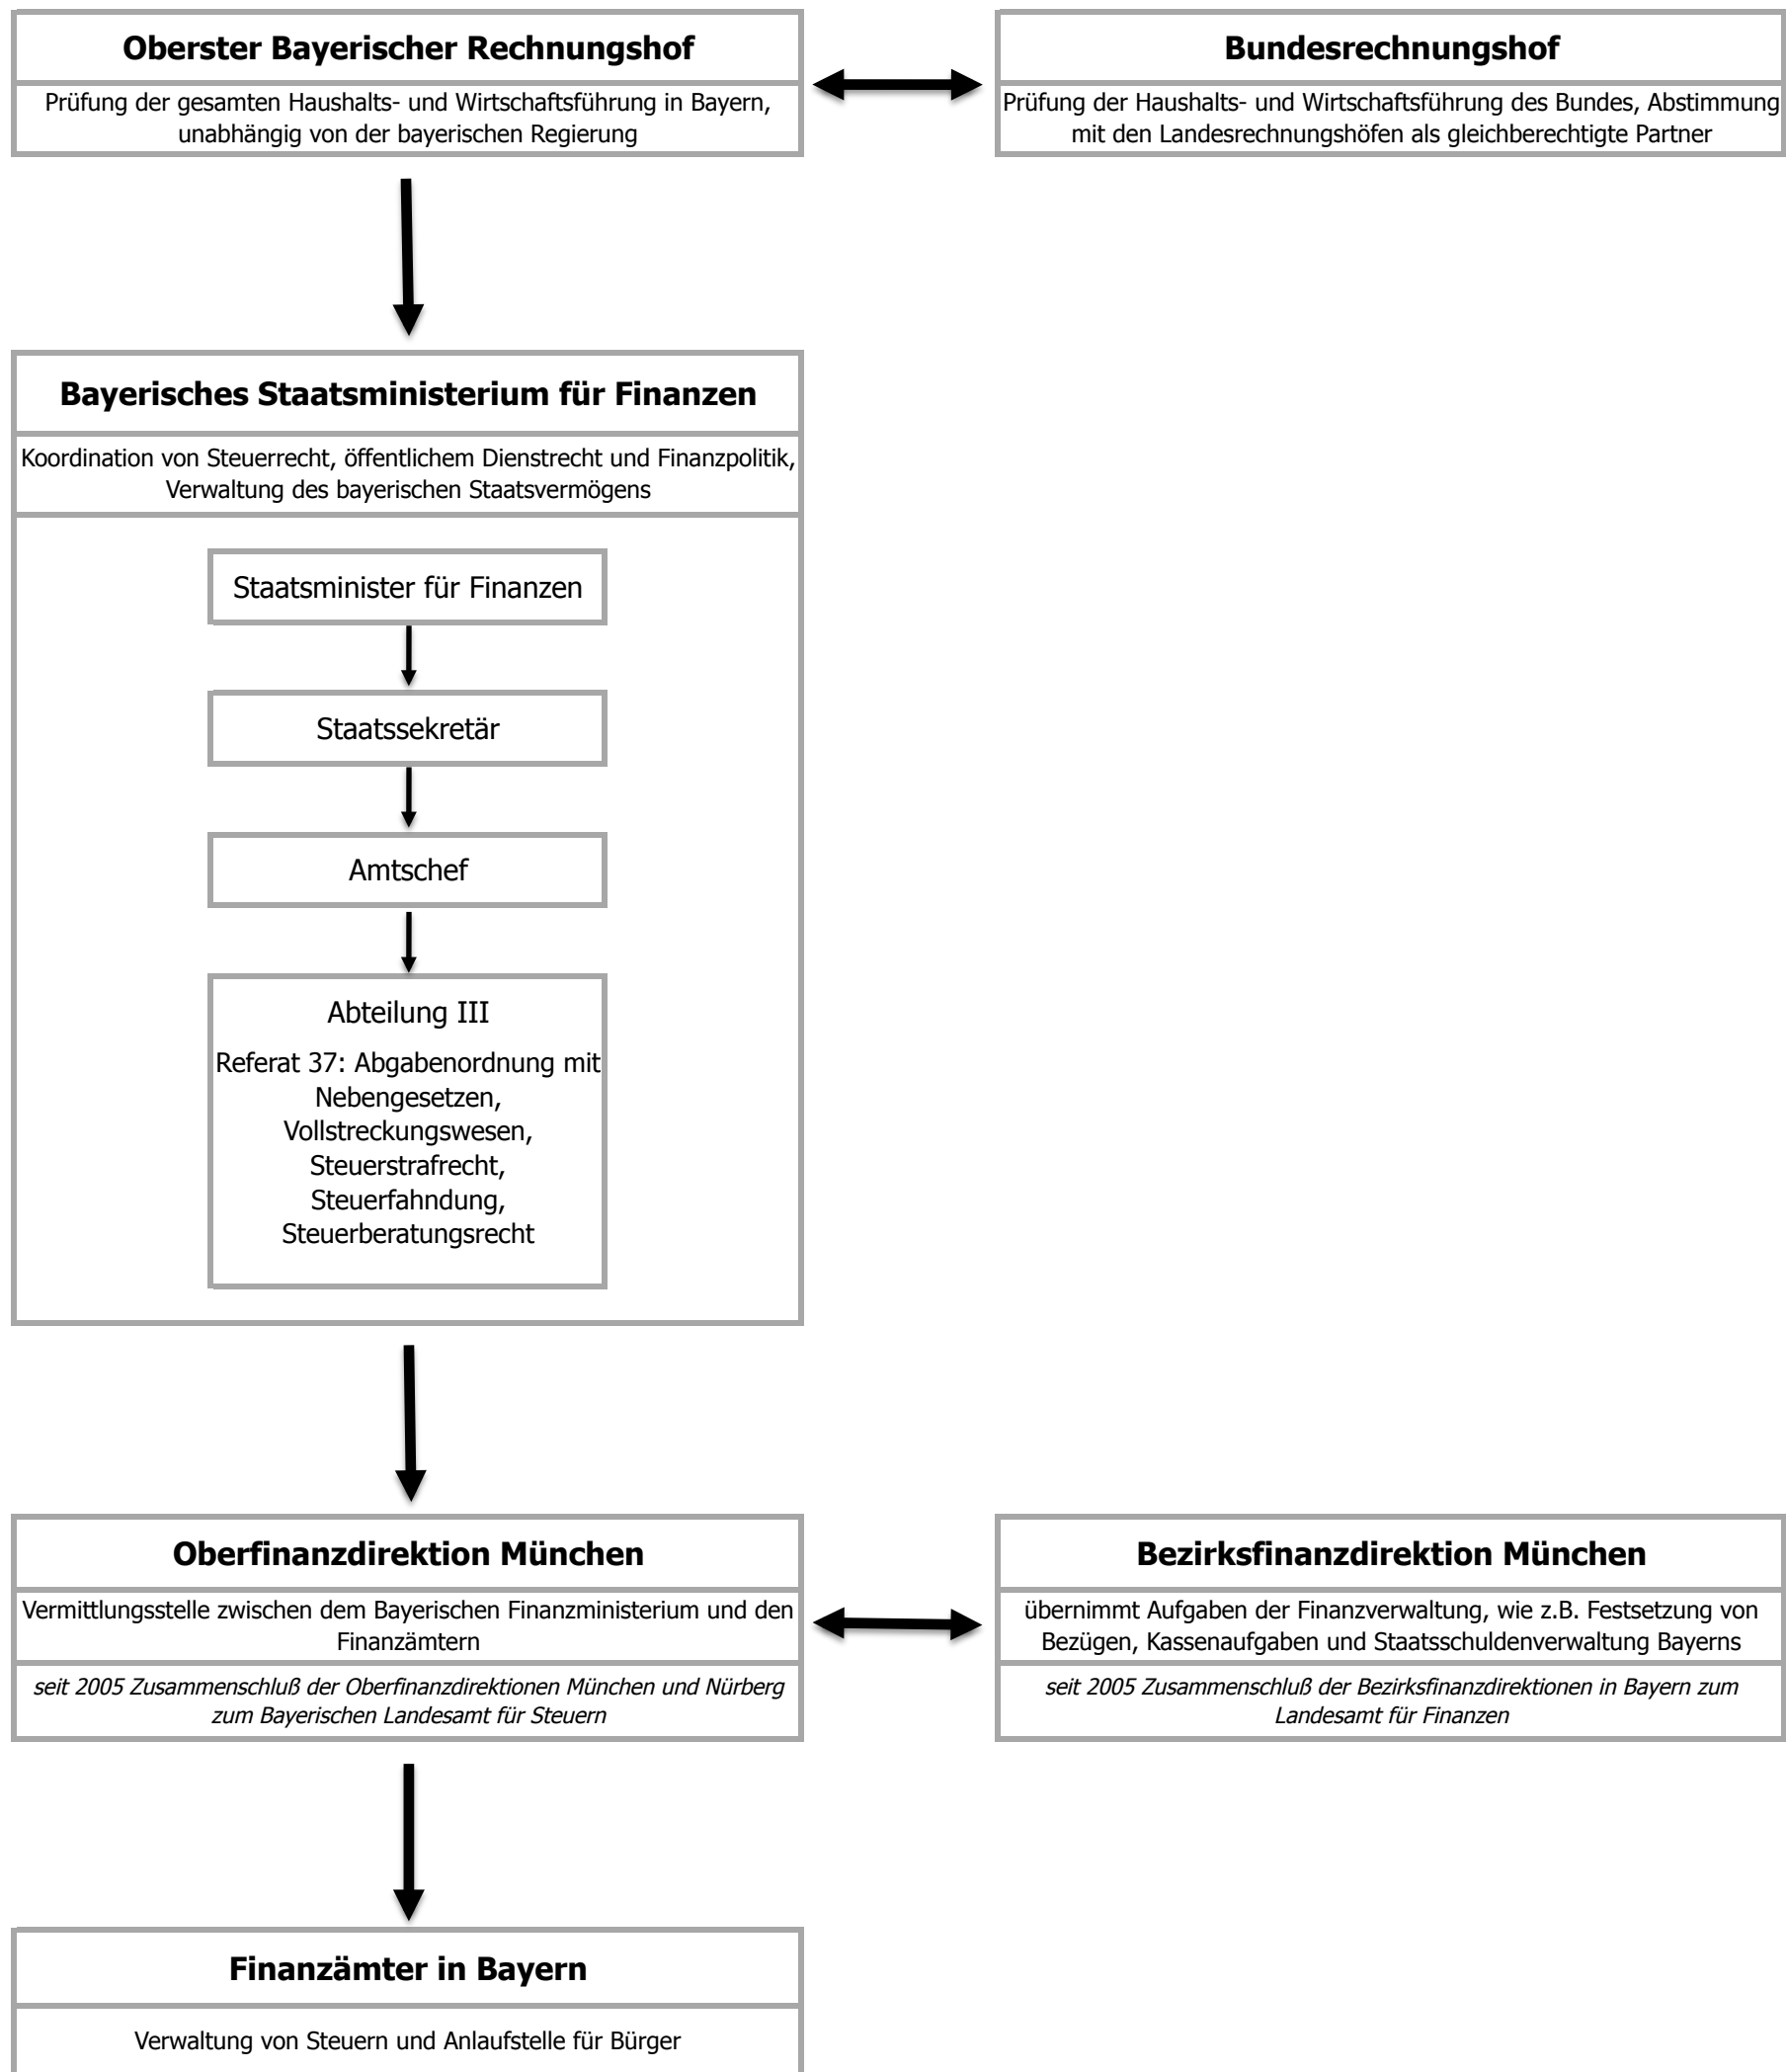 Oberster Bayerischer Rechnungshof
Prüfung der gesamten Haushalts- und Wirtschaftsführung in Bayern,
unabhängig von der bayerischen Regierung
Bundesrechnungshof
Prüfung der Haushalts- und Wirtschaftsführung des Bundes, Abstimmung
mit den Landesrechnungshöfen als gleichberechtigte Partner
Bayerisches Staatsministerium für Finanzen
Koordination von Steuerrecht, öffentlichem Dienstrecht und Finanzpolitik,
Verwaltung des bayerischen Staatsvermögens
Staatsminister für Finanzen
Staatssekretär
Amtschef
Abteilung III
Referat 37: Abgabenordnung mit
Nebengesetzen,
Vollstreckungswesen,
Steuerstrafrecht,
Steuerfahndung,
Steuerberatungsrecht
Oberfinanzdirektion München
Vermittlungsstelle zwischen dem Bayerischen Finanzministerium und den
Finanzämtern
seit 2005 Zusammenschluß der Oberfinanzdirektionen München und Nürberg
zum Bayerischen Landesamt für Steuern
Bezirksfinanzdirektion München
übernimmt Aufgaben der Finanzverwaltung, wie z.B. Festsetzung von
Bezügen, Kassenaufgaben und Staatsschuldenverwaltung Bayerns
seit 2005 Zusammenschluß der Bezirksfinanzdirektionen in Bayern zum
Landesamt für Finanzen
Finanzämter in Bayern
Verwaltung von Steuern und Anlaufstelle für Bürger